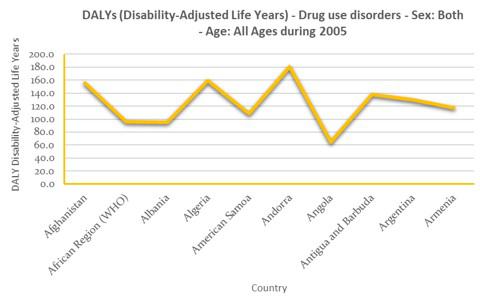 DALYs (Disability-Adjusted Life Years) - Drug use disorders - Sex: Both
- Age: All Ages during 2005
DALY Disability-Adjusted Life Years
200.0
180.0
160.0
140.0
120.0
100.0
80.0
60.0
40.0
20.0
0.0
Afghanistan
African Region (WHO)
Albania
Algeria
American Samoa
Andorra
Angola
Antigua and Barbuda
Argentina
Armenia
Country